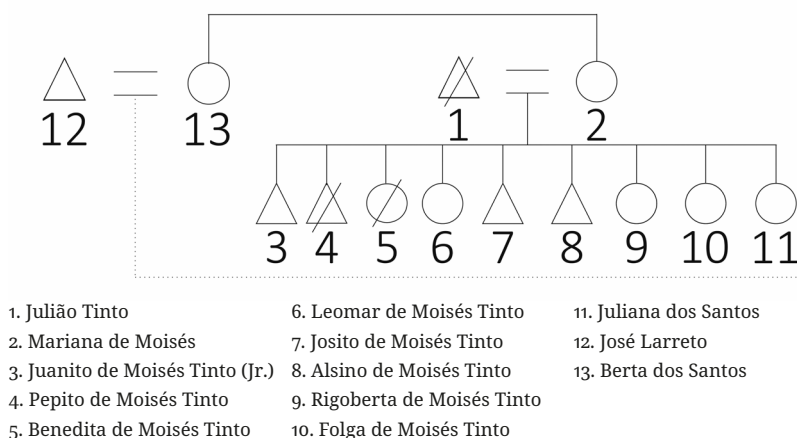 12
13
1
2
3
4
5
6
7
8
9
10
11
1. Julião Tinto
2. Mariana de Moisés
3. Juanito de Moisés Tinto (Jr.)
4. Pepito de Moisés Tinto
5. Benedita de Moisés Tinto
6. Leomar de Moisés Tinto
7. Josito de Moisés Tinto
8. Alsino de Moisés Tinto
9. Rigoberta de Moisés Tinto
10. Folga de Moisés Tinto
11. Juliana dos Santos
12. José Larreto
13. Berta dos Santos